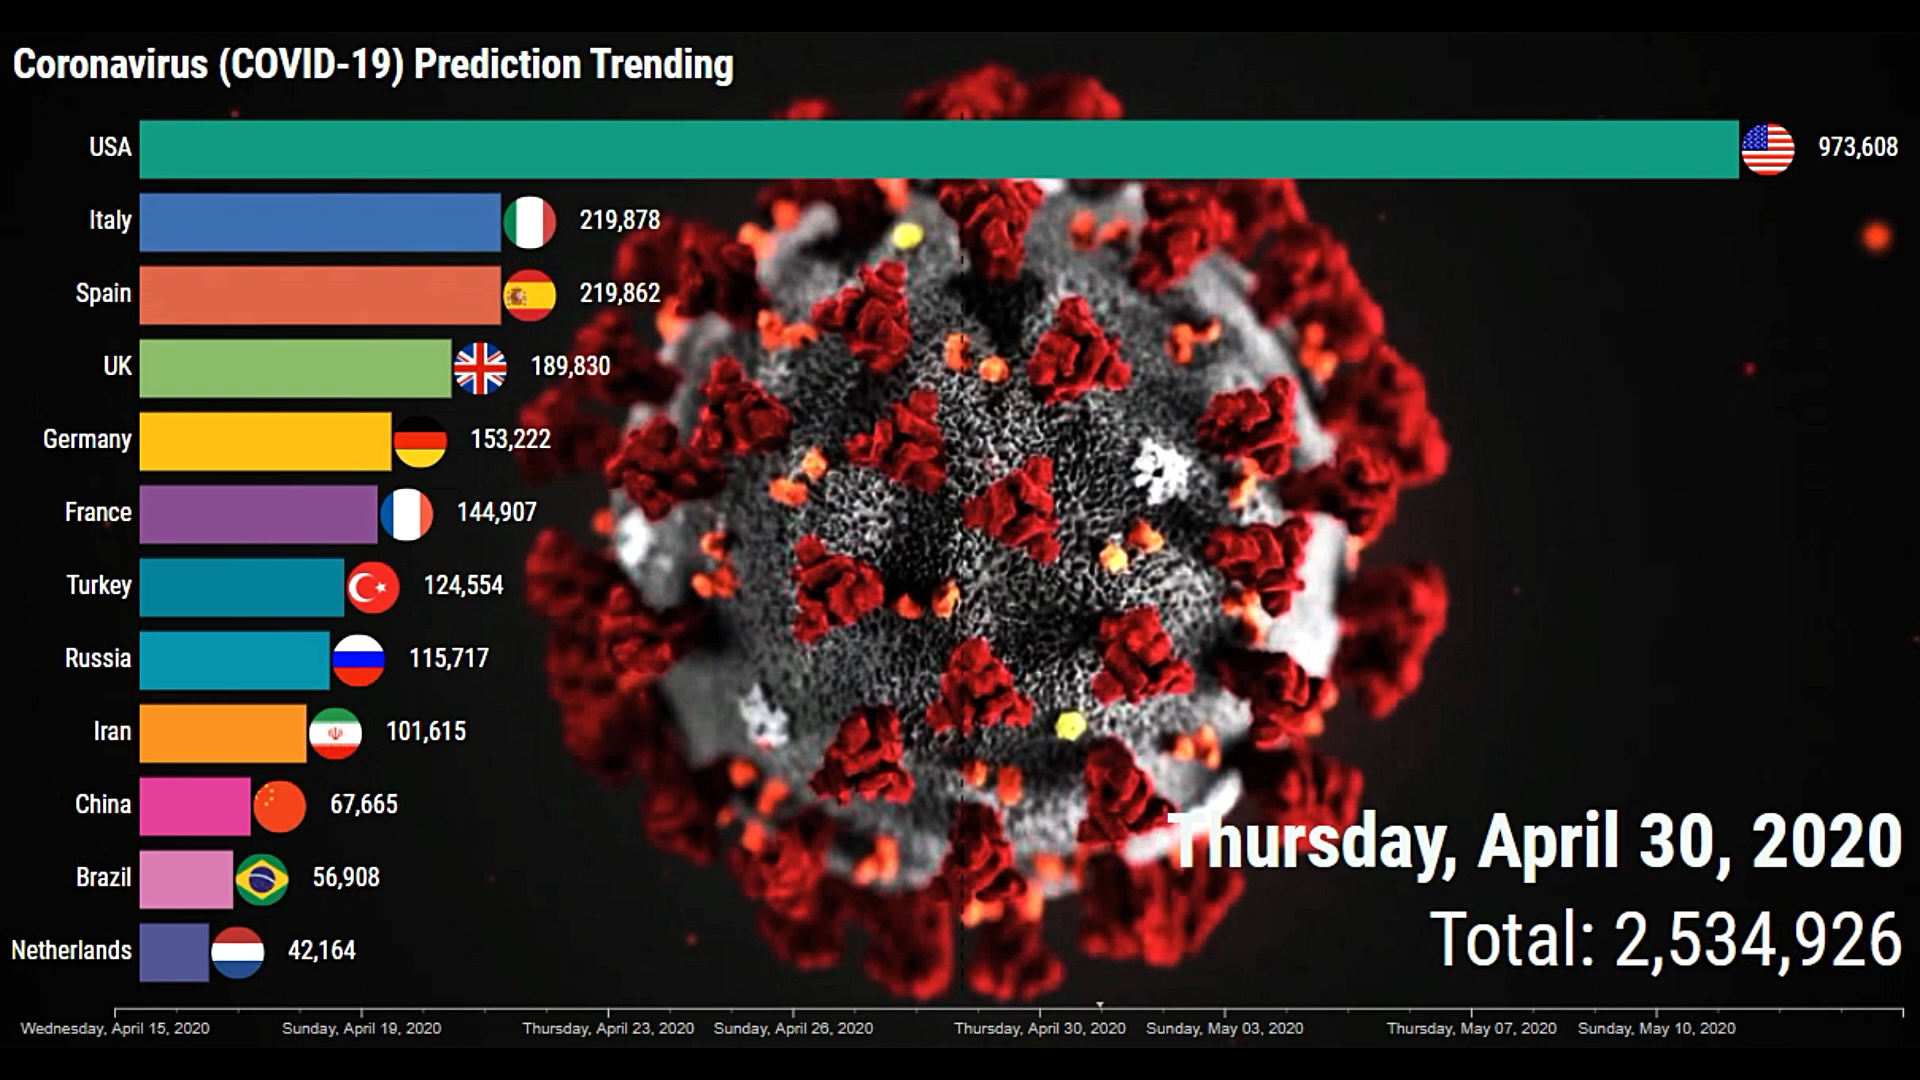 Coronavirus (COVID-19) Prediction Trending
USA 973,608
Italy 219,878
Spain 219,862
UK 189,830
Germany 153,222
France 144,907
Turkey 124,554
Russia 115,717
Iran 101,615
China 67,665
Brazil 56,908
Netherlands 42,164
Thursday, April 30, 2020
Total: 2,534,926
Wednesday, April 15, 2020 Sunday, April 19, 2020 Thursday, April 23, 2020 Sunday, April 26, 2020 Thursday, April 30, 2020 Sunday, May 03, 2020 Thursday, May 07, 2020 Sunday, May 10, 2020